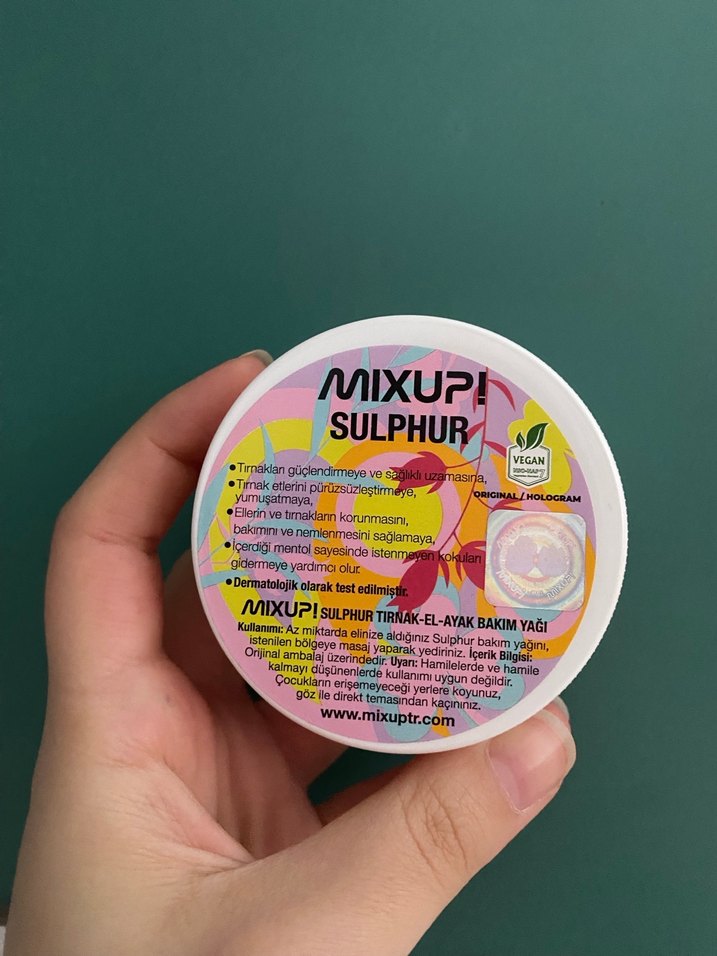 MIXUP!
SULPHUR
VEGAN
ORIGINAL / HOLOGRAM
• Tırnakları güçlendirmeye ve sağlıklı uzamasına,
• Tırnak etlerini pürüzsüzleştirmeye,
yumuşatmaya,
• Ellerin ve tırnakların korunmasını,
bakımını ve nemlenmesini sağlamaya,
• İçerdiği mentol sayesinde istenmeyen kokuları
gidermeye yardımcı olur.
• Dermatolojik olarak test edilmiştir.
MIXUP! SULPHUR TIRNAK-EL-AYAK BAKIM YAĞI
Kullanımı: Az miktarda elinize aldığınız Sulphur bakım yağını,
istenilen bölgeye masaj yaparak yediriniz. İçerik Bilgisi:
Orijinal ambalaj üzerindedir. Uyarı: Hamilelerde ve hamile
kalmayı düşünenlerde kullanımı uygun değildir.
Çocukların erişemeyeceği yerlere koyunuz,
göz ile direkt temasından kaçınınız.
www.mixuptr.com